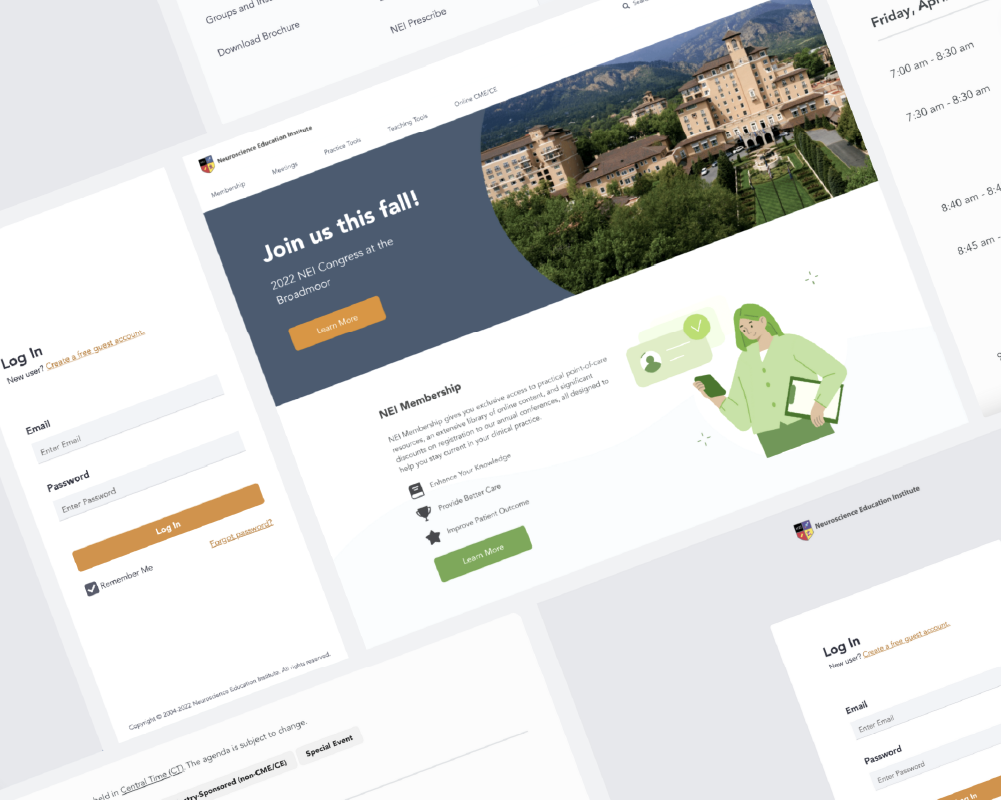 Groups and
Download Brochure
NEI Prescribe
Neuroscience Education Institute
Membership
Meetings
Practice Tools
Teaching Tools
Online CME/CE
Join us this fall!
2022 NEI Congress at the
Broadmoor
Learn More
NEI Membership
NEI Membership gives you exclusive access to practical point-of-care
resources, an extensive library of online content, and significant
discounts on registration to our annual conferences, all designed to
help you stay current in your clinical practice.
Enhance Your Knowledge
Provide Better Care
Improve Patient Outcome
Learn More
Log In
New user? Create a free guest account.
Email
Enter Email
Password
Enter Password
Log In
Forgot password?
Remember Me
Copyright © 2004-2022 Neuroscience Education Institute. All rights reserved.
Friday,
7:00 am - 8:30 am
7:30 am - 8:30 am
8:40 am -
8:45 am -
held in Central Time (CT). The agenda is subject to change.
try-Sponsored (non-CME/CE)
Special Event
Neuroscience Education Institute
Log In
New user? Create a free guest account.
Email
Enter Email
Password
Enter Password
Log In